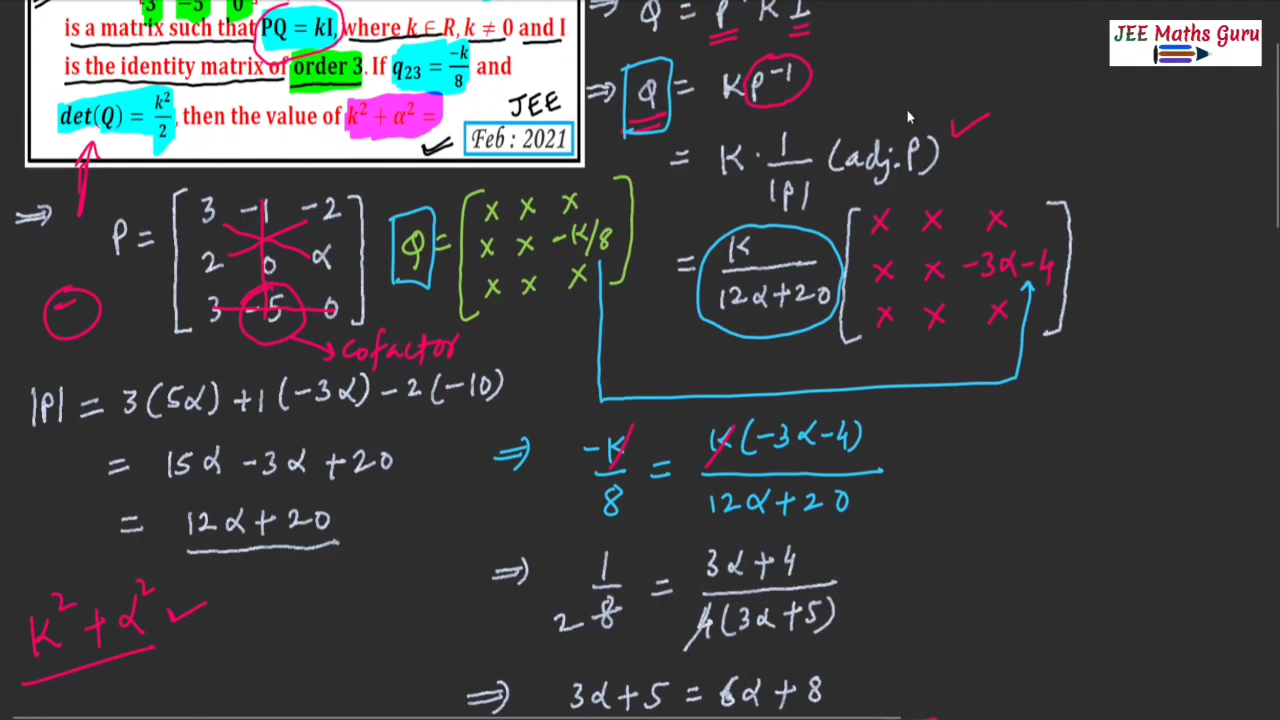 3 -5 0
is a matrix such that PQ = kI, where k ∈ R, k ≠ 0 and I
is the identity matrix of order 3. If q₂₃ = -k/8 and
det(Q) = k²/2, then the value of k² + α² =
JEE
Feb : 2021
⇒ P = [3 -1 -2
2 0 α
3 -5 0]
cofactor
Q = [× × ×
× × -K/8
× × ×]
|P| = 3(5α) + 1(-3α) - 2(-10)
= 15α - 3α + 20
= 12α + 20
K² + α² ✓
⇒ Q = P⁻¹ K I
⇒ Q = K P⁻¹
= K · 1/|P| (adj. P) ✓
= K/(12α+20) [× × ×
× × -3α-4
× × ×]
⇒ -K/8 = K(-3α-4)/(12α+20)
⇒ 1/8 = (3α+4)/4(3α+5)
2
⇒ 3α+5 = 6α+8
JEE Maths Guru